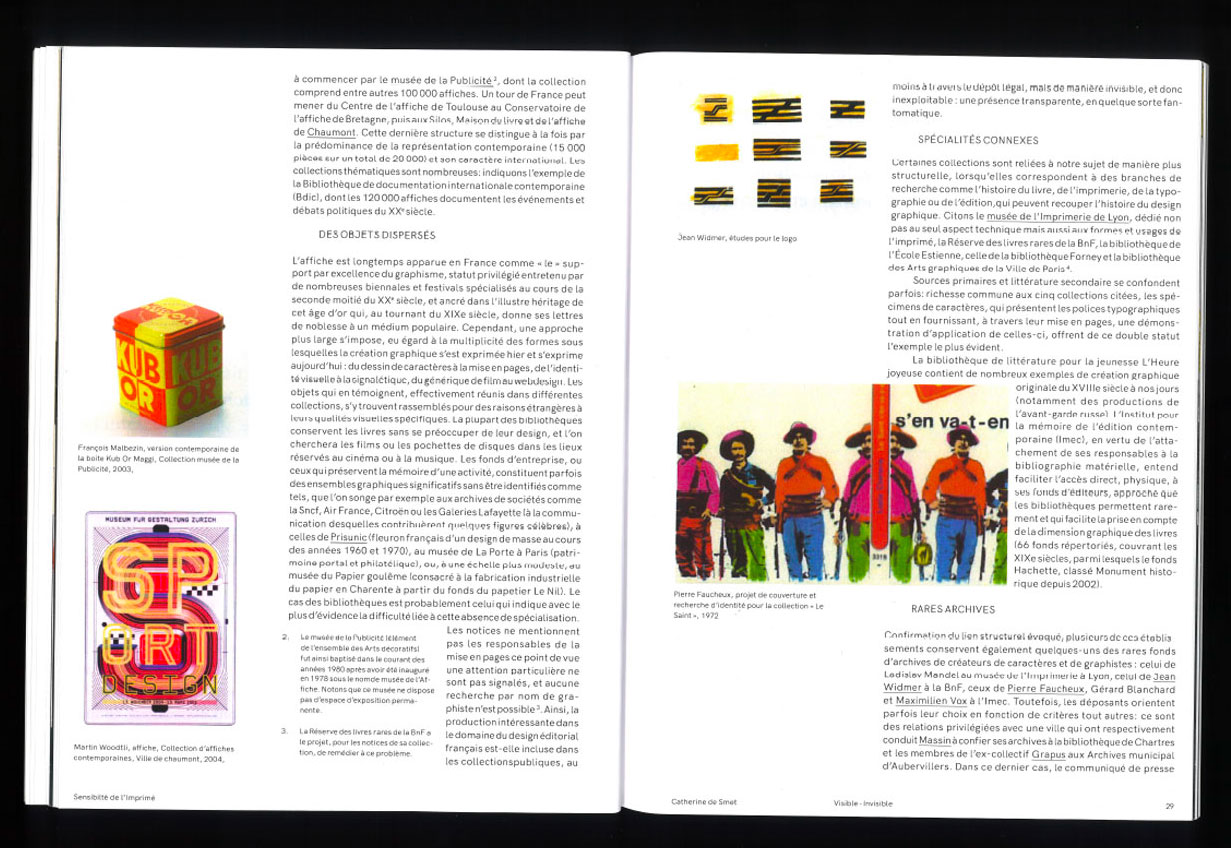 à commencer par le musée de la Publicité², dont la collection
comprend entre autres 100 000 affiches. Un tour de France peut
mener du Centre de l'affiche de Toulouse au Conservatoire de
l'affiche de Bretagne, puis aux Silos, Maison du livre et de l'affiche
de Chaumont. Cette dernière structure se distingue à la fois par
la prédominance de la représentation contemporaine (15 000
pièces sur un total de 20 000) et son caractère international. Les
collections thématiques sont nombreuses: indiquons l'exemple de
la Bibliothèque de documentation internationale contemporaine
(Bdic), dont les 120 000 affiches documentent les événements et
débats politiques du XXᵉ siècle.
DES OBJETS DISPERSÉS
L'affiche est longtemps apparue en France comme « le » sup-
port par excellence du graphisme, statut privilégié entretenu par
de nombreuses biennales et festivals spécialisés au cours de la
seconde moitié du XXᵉ siècle, et ancré dans l'illustre héritage de
cet âge d'or qui, au tournant du XIXe siècle, donne ses lettres
de noblesse à un médium populaire. Cependant, une approche
plus large s'impose, eu égard à la multiplicité des formes sous
lesquelles la création graphique s'est exprimée hier et s'exprime
aujourd'hui : du dessin de caractères à la mise en pages, de l'identi-
té visuelle à la signalétique, du générique de film au webdesign. Les
objets qui en témoignent, effectivement réunis dans différentes
collections, s'y trouvent rassemblés pour des raisons étrangères à
leurs qualités visuelles spécifiques. La plupart des bibliothèques
conservent les livres sans se préoccuper de leur design, et l'on
cherchera les films ou les pochettes de disques dans les lieux
réservés au cinéma ou à la musique. Les fonds d'entreprise, ou
ceux qui préservent la mémoire d'une activité, constituent parfois
des ensembles graphiques significatifs sans être identifiés comme
tels, que l'on songe par exemple aux archives de sociétés comme
la Sncf, Air France, Citroën ou les Galeries Lafayette (à la commu-
nication desquelles contribuèrent quelques figures célèbres), à
celles de Prisunic (fleuron français d'un design de masse au cours
des années 1960 et 1970), au musée de La Porte à Paris (patri-
moine portal et philatélique), ou, à une échelle plus modeste, au
musée du Papier goulême (consacré à la fabrication industrielle
du papier en Charente à partir du fonds du papetier Le Nil). Le
cas des bibliothèques est probablement celui qui indique avec le
plus d'évidence la difficulté liée à cette absence de spécialisation.
Les notices ne mentionnent
pas les responsables de la
mise en pages ce point de vue
une attention particulière ne
sont pas signalés, et aucune
recherche par nom de gra-
phiste n'est possible³. Ainsi, la
production intéressante dans
le domaine du design éditorial
français est-elle incluse dans
les collections publiques, au
2. Le musée de la Publicité (élément
de l'ensemble des Arts décoratifs)
fut ainsi baptisé dans le courant des
années 1980 après avoir été inauguré
en 1978 sous le nom de musée de l'Af-
fiche. Notons que ce musée ne dispose
pas d'espace d'exposition perma-
nente.
3. La Réserve des livres rares de la BnF a
le projet, pour les notices de sa collec-
tion, de remédier à ce problème.
KUB OR
KUB
OR
KUB
OR
François Malbezin, version contemporaine de
la boîte Kub Or Maggi, Collection musée de la
Publicité, 2003,
MUSEUM FUR GESTALTUNG ZURICH
SP
ORT
DESIGN
Martin Woodtli, affiche, Collection d'affiches
contemporaines, Ville de chaumont, 2004,
Sensibitté de l'Imprimé
Jean Widmer, études pour le logo
s'en va-t-en
3319
Pierre Faucheux, projet de couverture et
recherche d'identité pour la collection « Le
Saint », 1972
moins à travers le dépôt légal, mais de manière invisible, et donc
inexploitable : une présence transparente, en quelque sorte fan-
tomatique.
SPÉCIALITÉS CONNEXES
Certaines collections sont reliées à notre sujet de manière plus
structurelle, lorsqu'elles correspondent à des branches de
recherche comme l'histoire du livre, de l'imprimerie, de la typo-
graphie ou de l'édition, qui peuvent recouper l'histoire du design
graphique. Citons le musée de l'Imprimerie de Lyon, dédié non
pas au seul aspect technique mais aussi aux formes et usages de
l'imprimé, la Réserve des livres rares de la BnF, la bibliothèque de
l'École Estienne, celle de la bibliothèque Forney et la bibliothèque
des Arts graphiques de la Ville de Paris⁴.
Sources primaires et littérature secondaire se confondent
parfois: richesse commune aux cinq collections citées, les spé-
cimens de caractères, qui présentent les polices typographiques
tout en fournissant, à travers leur mise en pages, une démons-
tration d'application de celles-ci, offrent de ce double statut
l'exemple le plus évident.
La bibliothèque de littérature pour la jeunesse L'Heure
joyeuse contient de nombreux exemples de création graphique
originale du XVIIIe siècle à nos jours
(notamment des productions de
l'avant-garde russe). L'Institut pour
la mémoire de l'édition contem-
poraine (Imec), en vertu de l'atta-
chement de ses responsables à la
bibliographie matérielle, entend
faciliter l'accès direct, physique, à
ses fonds d'éditeurs, approche que
les bibliothèques permettent rare-
ment et qui facilite la prise en compte
de la dimension graphique des livres
(66 fonds répertoriés, couvrant les
XIXe siècles, parmi lesquels le fonds
Hachette, classé Monument histo-
rique depuis 2002).
RARES ARCHIVES
Confirmation du lien structurel évoqué, plusieurs de ces établis
sements conservent également quelques-uns des rares fonds
d'archives de créateurs de caractères et de graphistes : celui de
Ladislav Mandel au musée de l'Imprimerie à Lyon, celui de Jean
Widmer à la BnF, ceux de Pierre Faucheux, Gérard Blanchard
et Maximilien Vox à l'Imec. Toutefois, les déposants orientent
parfois leur choix en fonction de critères tout autres: ce sont
des relations privilégiées avec une ville qui ont respectivement
conduit Massin à confier ses archives à la bibliothèque de Chartres
et les membres de l'ex-collectif Grapus aux Archives municipal
d'Aubervillers. Dans ce dernier cas, le communiqué de presse
Catherine de Smet
Visible - Invisible
29